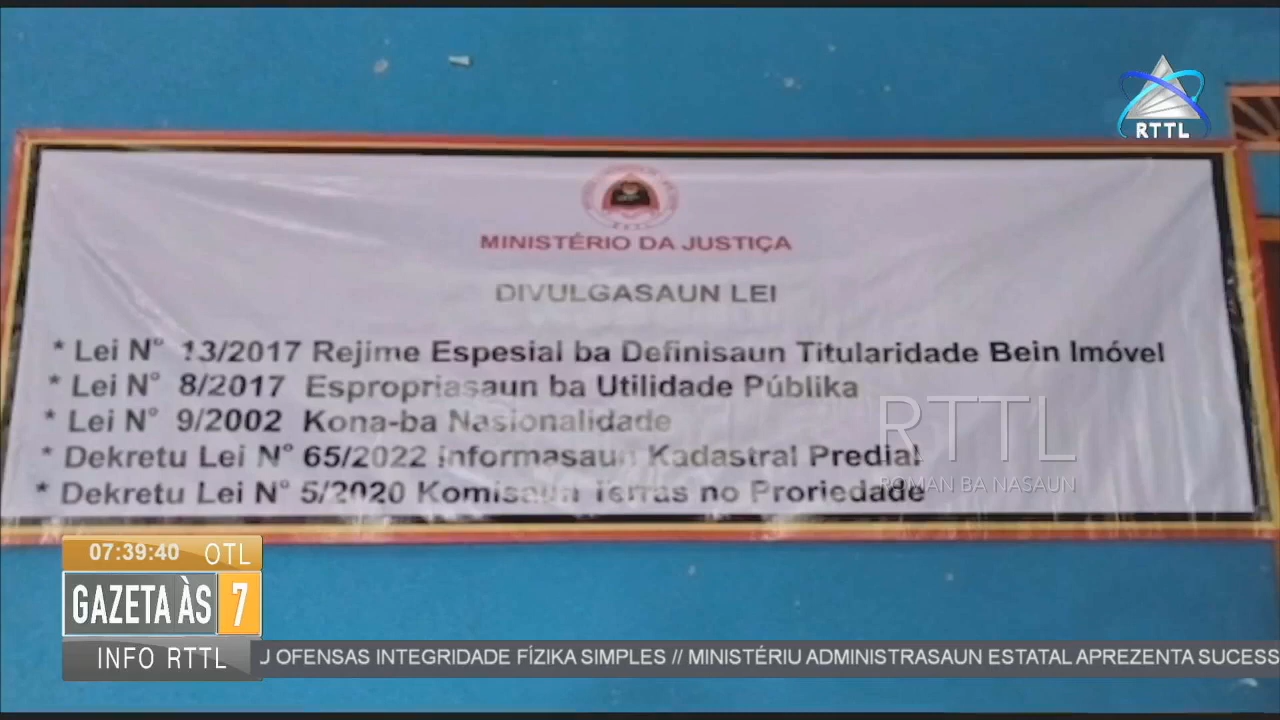 RTTL
MINISTÉRIO DA JUSTIÇA
DIVULGASAUN LEI
* Lei N° 13/2017 Rejime Espesial ba Definisaun Titularidade Bein Imóvel
* Lei N° 8/2017 Espropriasaun ba Utilidade Públika
* Lei N° 9/2002 Kona-ba Nasionalidade
* Dekretu Lei N° 65/2022 Informasaun Kadastral Predial
* Dekretu Lei N° 5/2020 Komisaun Terras no Proriedade
RTTL
ROMAN BA NASAUN
07:39:40 OTL
GAZETA ÀS 7
INFO RTTL
U OFENSAS INTEGRIDADE FÍZIKA SIMPLES // MINISTÉRIU ADMINISTRASAUN ESTATAL APREZENTA SUCESS